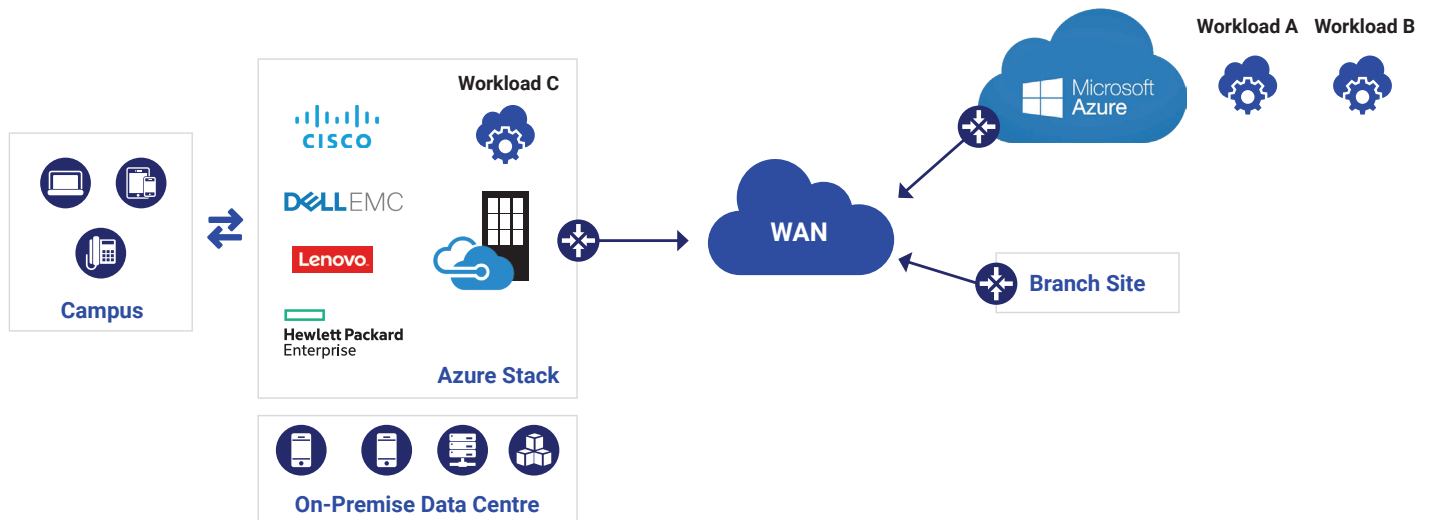 Workload A
Workload B
Microsoft
Azure
Workload C
CISCO
DELLEMC
Lenovo
Hewlett Packard
Enterprise
Azure Stack
Campus
WAN
Branch Site
On-Premise Data Centre